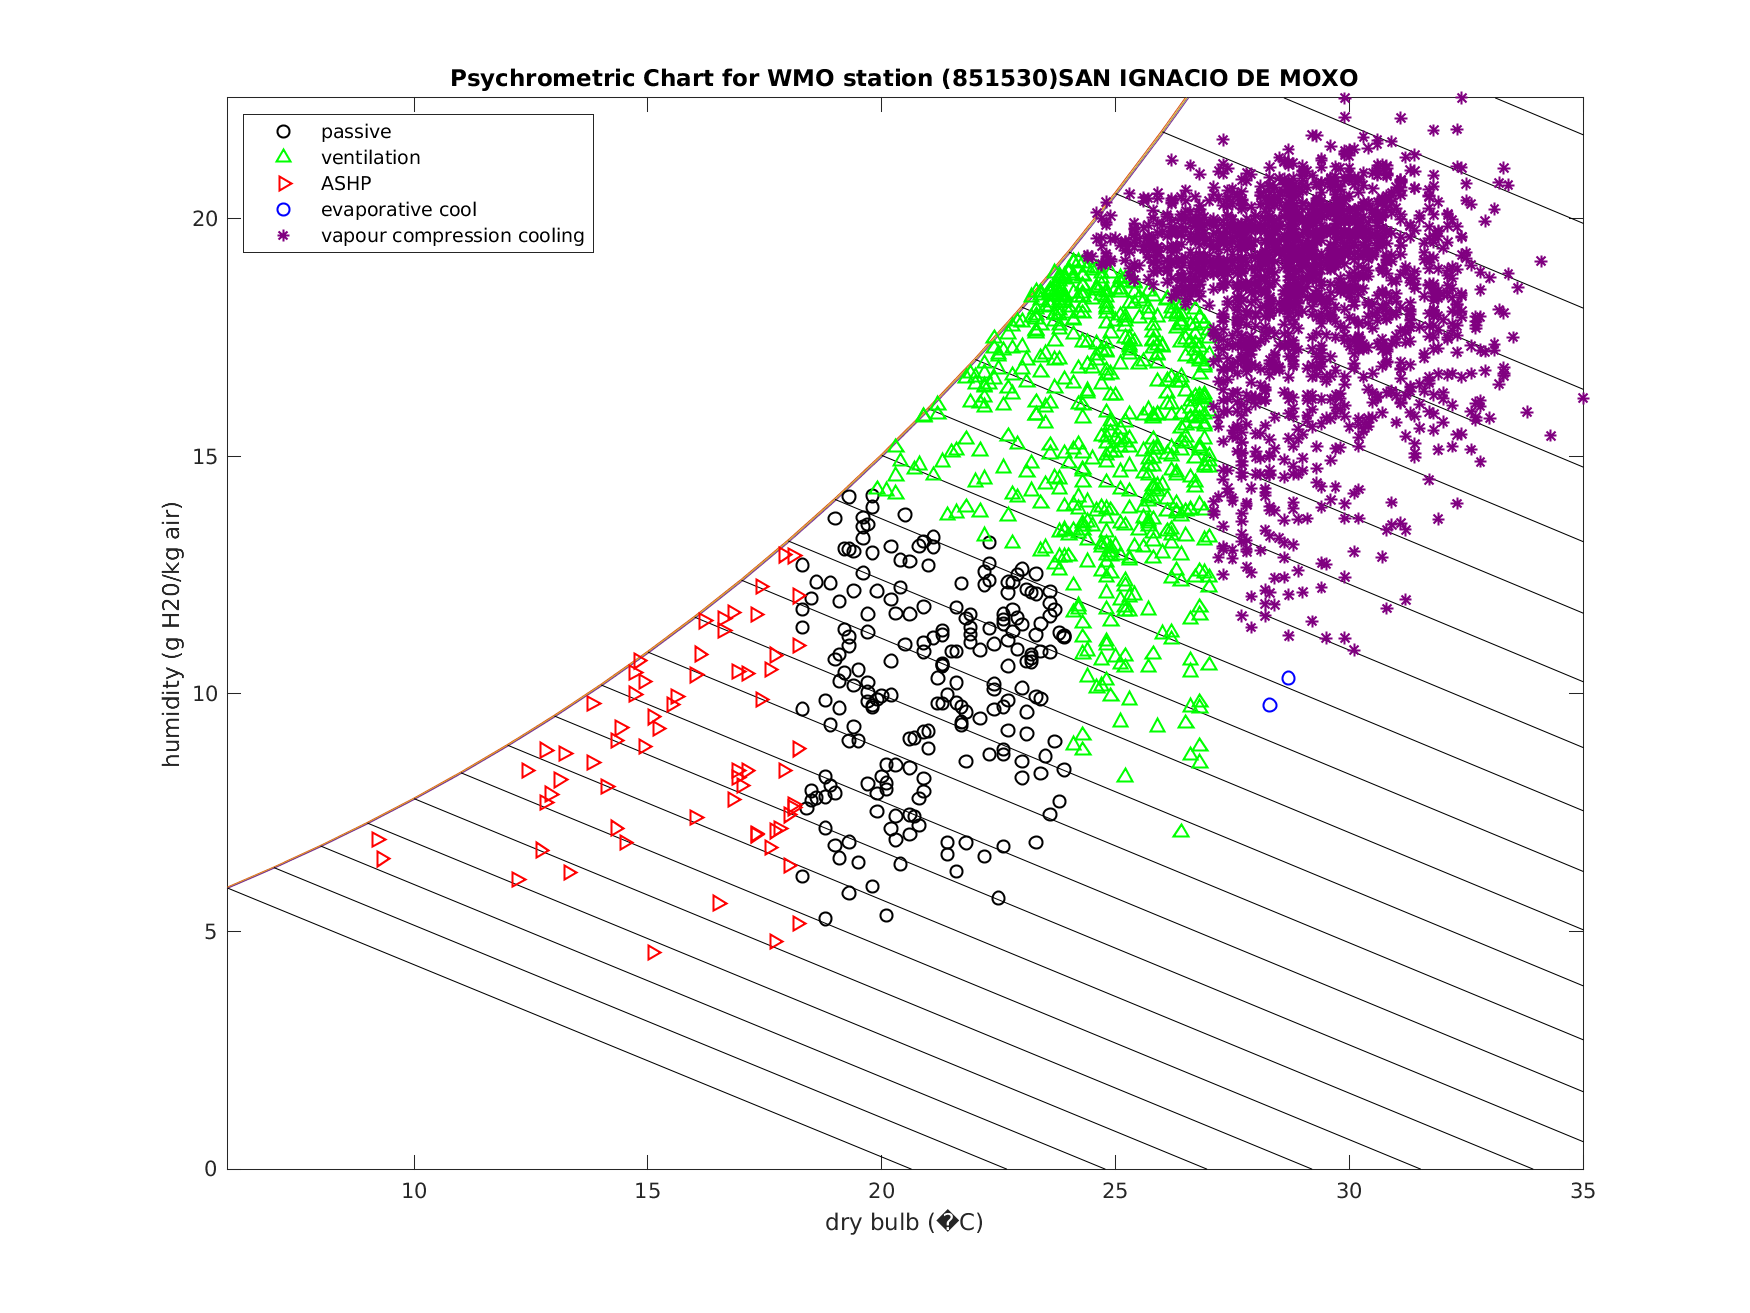 Psychrometric Chart for WMO station (851530)SAN IGNACIO DE MOXO
passive
ventilation
ASHP
evaporative cool
vapour compression cooling
humidity (g H20/kg air)
20
15
10
5
0
10 15 20 25 30 35
dry bulb (�C)